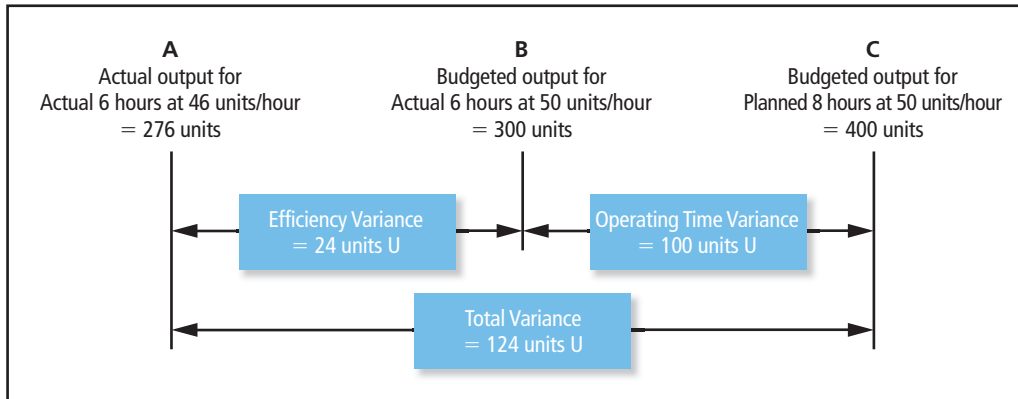 A
Actual output for
Actual 6 hours at 46 units/hour
= 276 units
B
Budgeted output for
Actual 6 hours at 50 units/hour
= 300 units
C
Budgeted output for
Planned 8 hours at 50 units/hour
= 400 units
Efficiency Variance
= 24 units U
Operating Time Variance
= 100 units U
Total Variance
= 124 units U